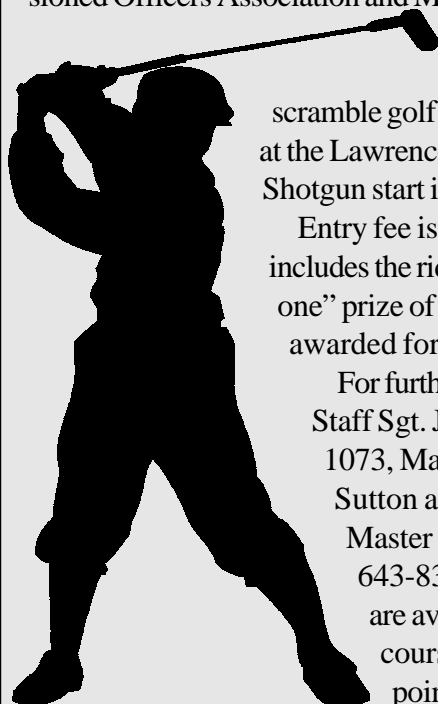 sioned Officers Association and M
scramble golf
at the Lawrenc
Shotgun start i
Entry fee is
includes the ri
one” prize of
awarded for
For furth
Staff Sgt. J
1073, Ma
Sutton a
Master
643-83
are av
cours
poin